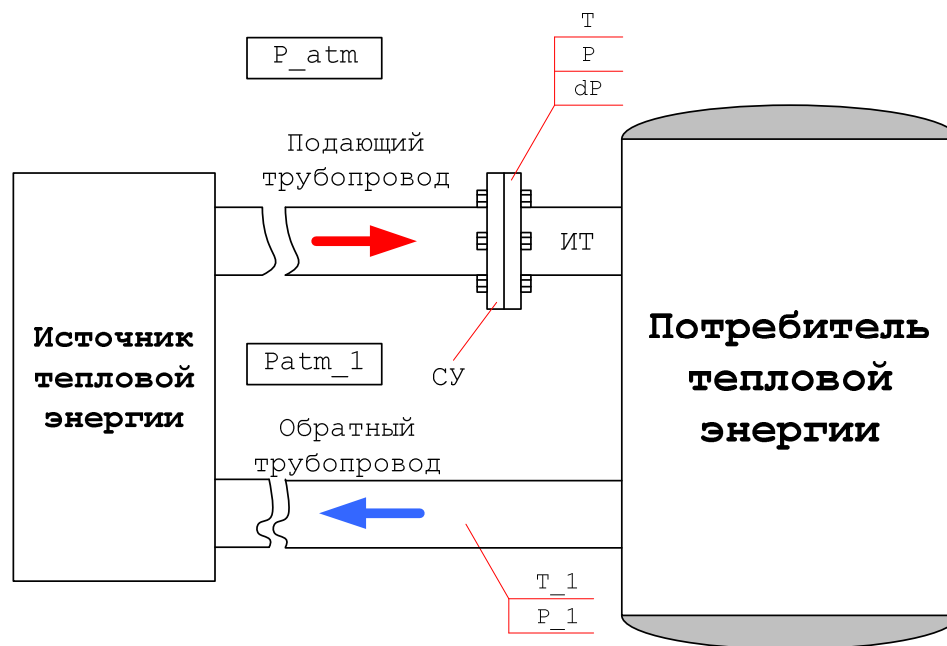 T
P_atm
P
dP
Подающий
трубопровод
ИТ
Источник
тепловой
энергии
Потребитель
тепловой
энергии
Patm_1
СУ
Обратный
трубопровод
T_1
P_1